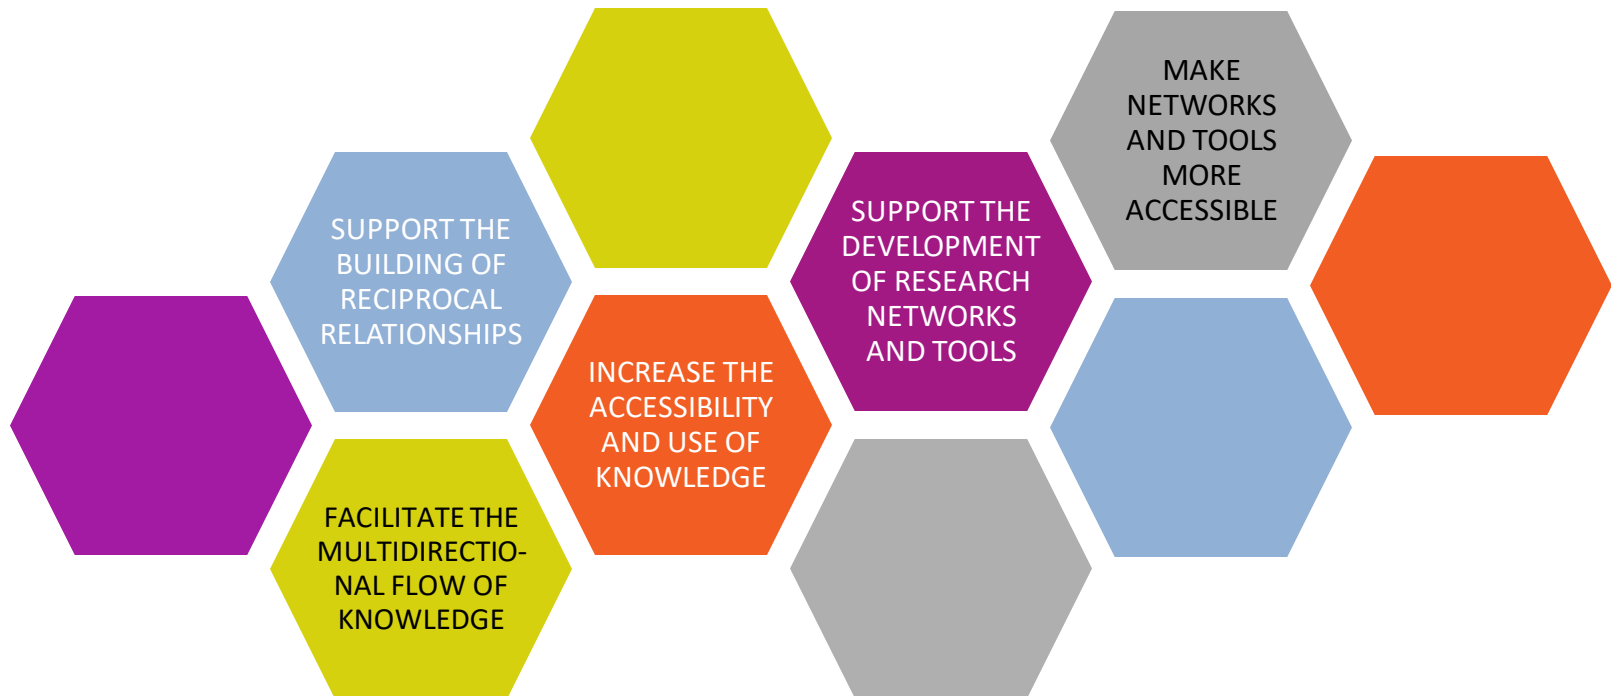 SUPPORT THE
BUILDING OF
RECIPROCAL
RELATIONSHIPS
FACILITATE THE
MULTIDIRECTIO-
NAL FLOW OF
KNOWLEDGE
INCREASE THE
ACCESSIBILITY
AND USE OF
KNOWLEDGE
SUPPORT THE
DEVELOPMENT
OF RESEARCH
NETWORKS
AND TOOLS
MAKE
NETWORKS
AND TOOLS
MORE
ACCESSIBLE